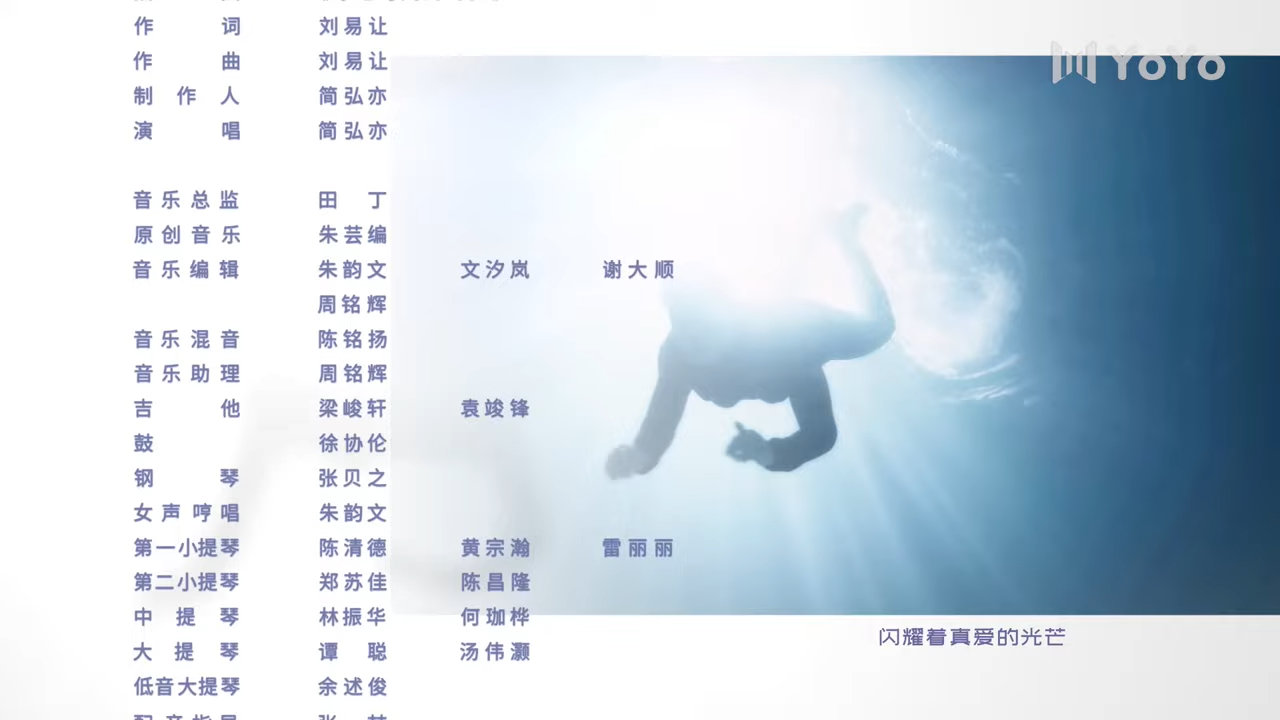 作词 刘易让
作曲 刘易让
制作人 简弘亦
演唱 简弘亦
音乐总监 田丁
原创音乐 朱芸编
音乐编辑 朱韵文 文汐岚 谢大顺
周铭辉
音乐混音 陈铭扬
音乐助理 周铭辉
吉他 梁峻轩 袁竣锋
鼓 徐协伦
钢琴 张贝之
女声哼唱 朱韵文
第一小提琴 陈清德 黄宗瀚 雷丽丽
第二小提琴 郑苏佳 陈昌隆
中提琴 林振华 何珈桦
大提琴 谭聪 汤伟灏
低音大提琴 余述俊
YOYO
闪耀着真爱的光芒